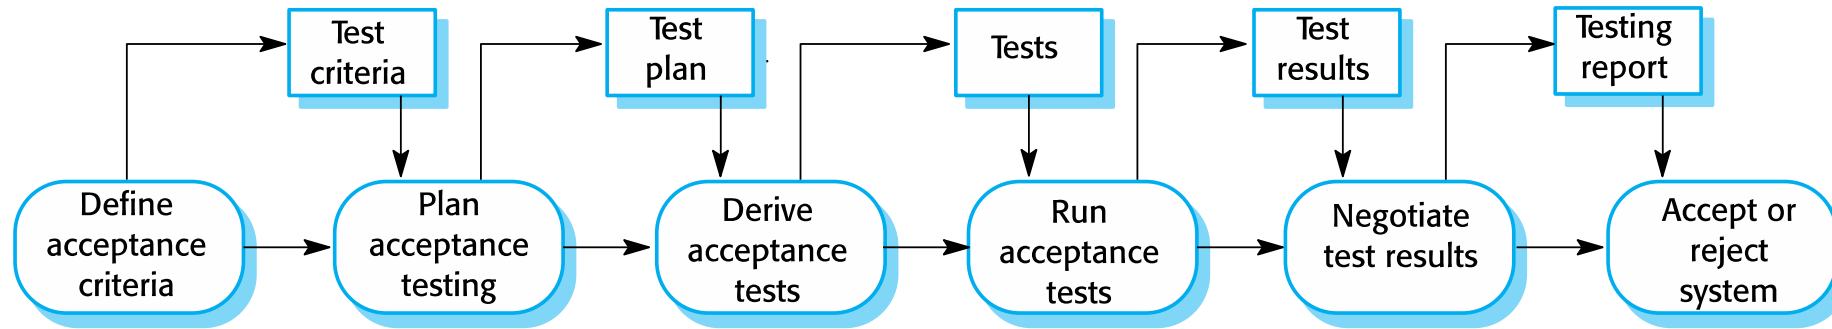 Test
criteria
Test
plan
Tests
Test
results
Testing
report
Define
acceptance
criteria
Plan
acceptance
testing
Derive
acceptance
tests
Run
acceptance
tests
Negotiate
test results
Accept or
reject
system